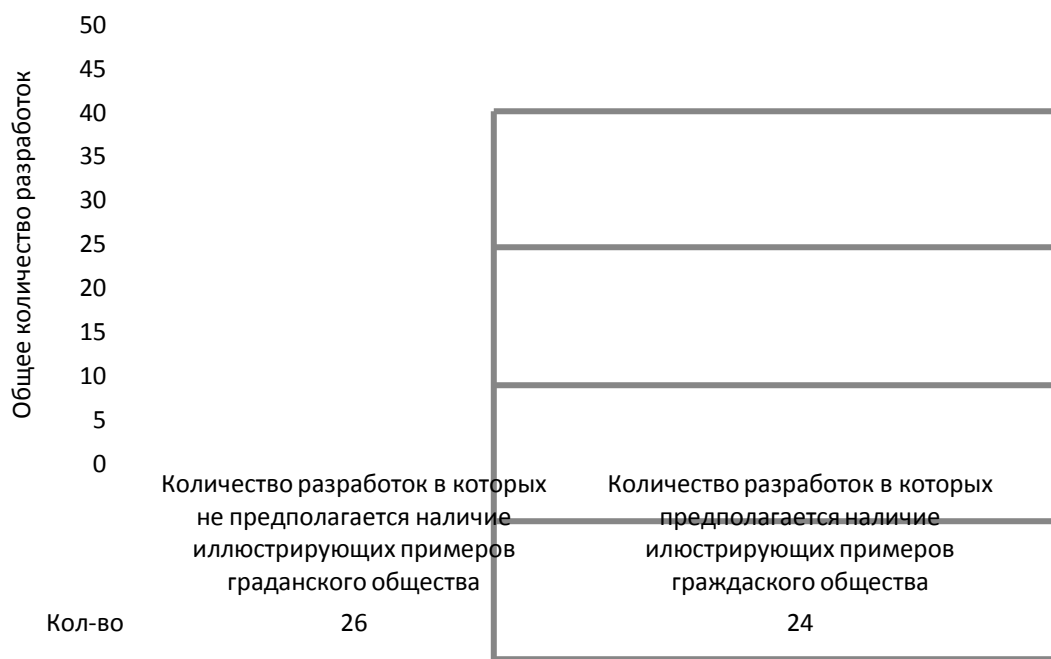 Общее количество разработок
50
45
40
35
30
25
20
15
10
5
0
Количество разработок в которых
не предполагается наличие
иллюстрирующих примеров
граданского общества
Количество разработок в которых
предполагается наличие
илюстрирующих примеров
граждаского общества
Кол-во 26 24